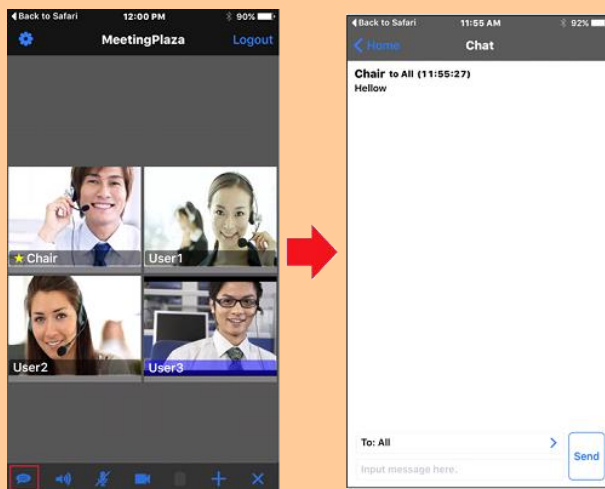 Back to Safari 12:00 PM 90%
MeetingPlaza Logout
Chair User1
User2 User3
Back to Safari 11:55 AM 92%
Home Chat
Chair to All (11:55:27)
Hellow
To: All
Input message here.
Send